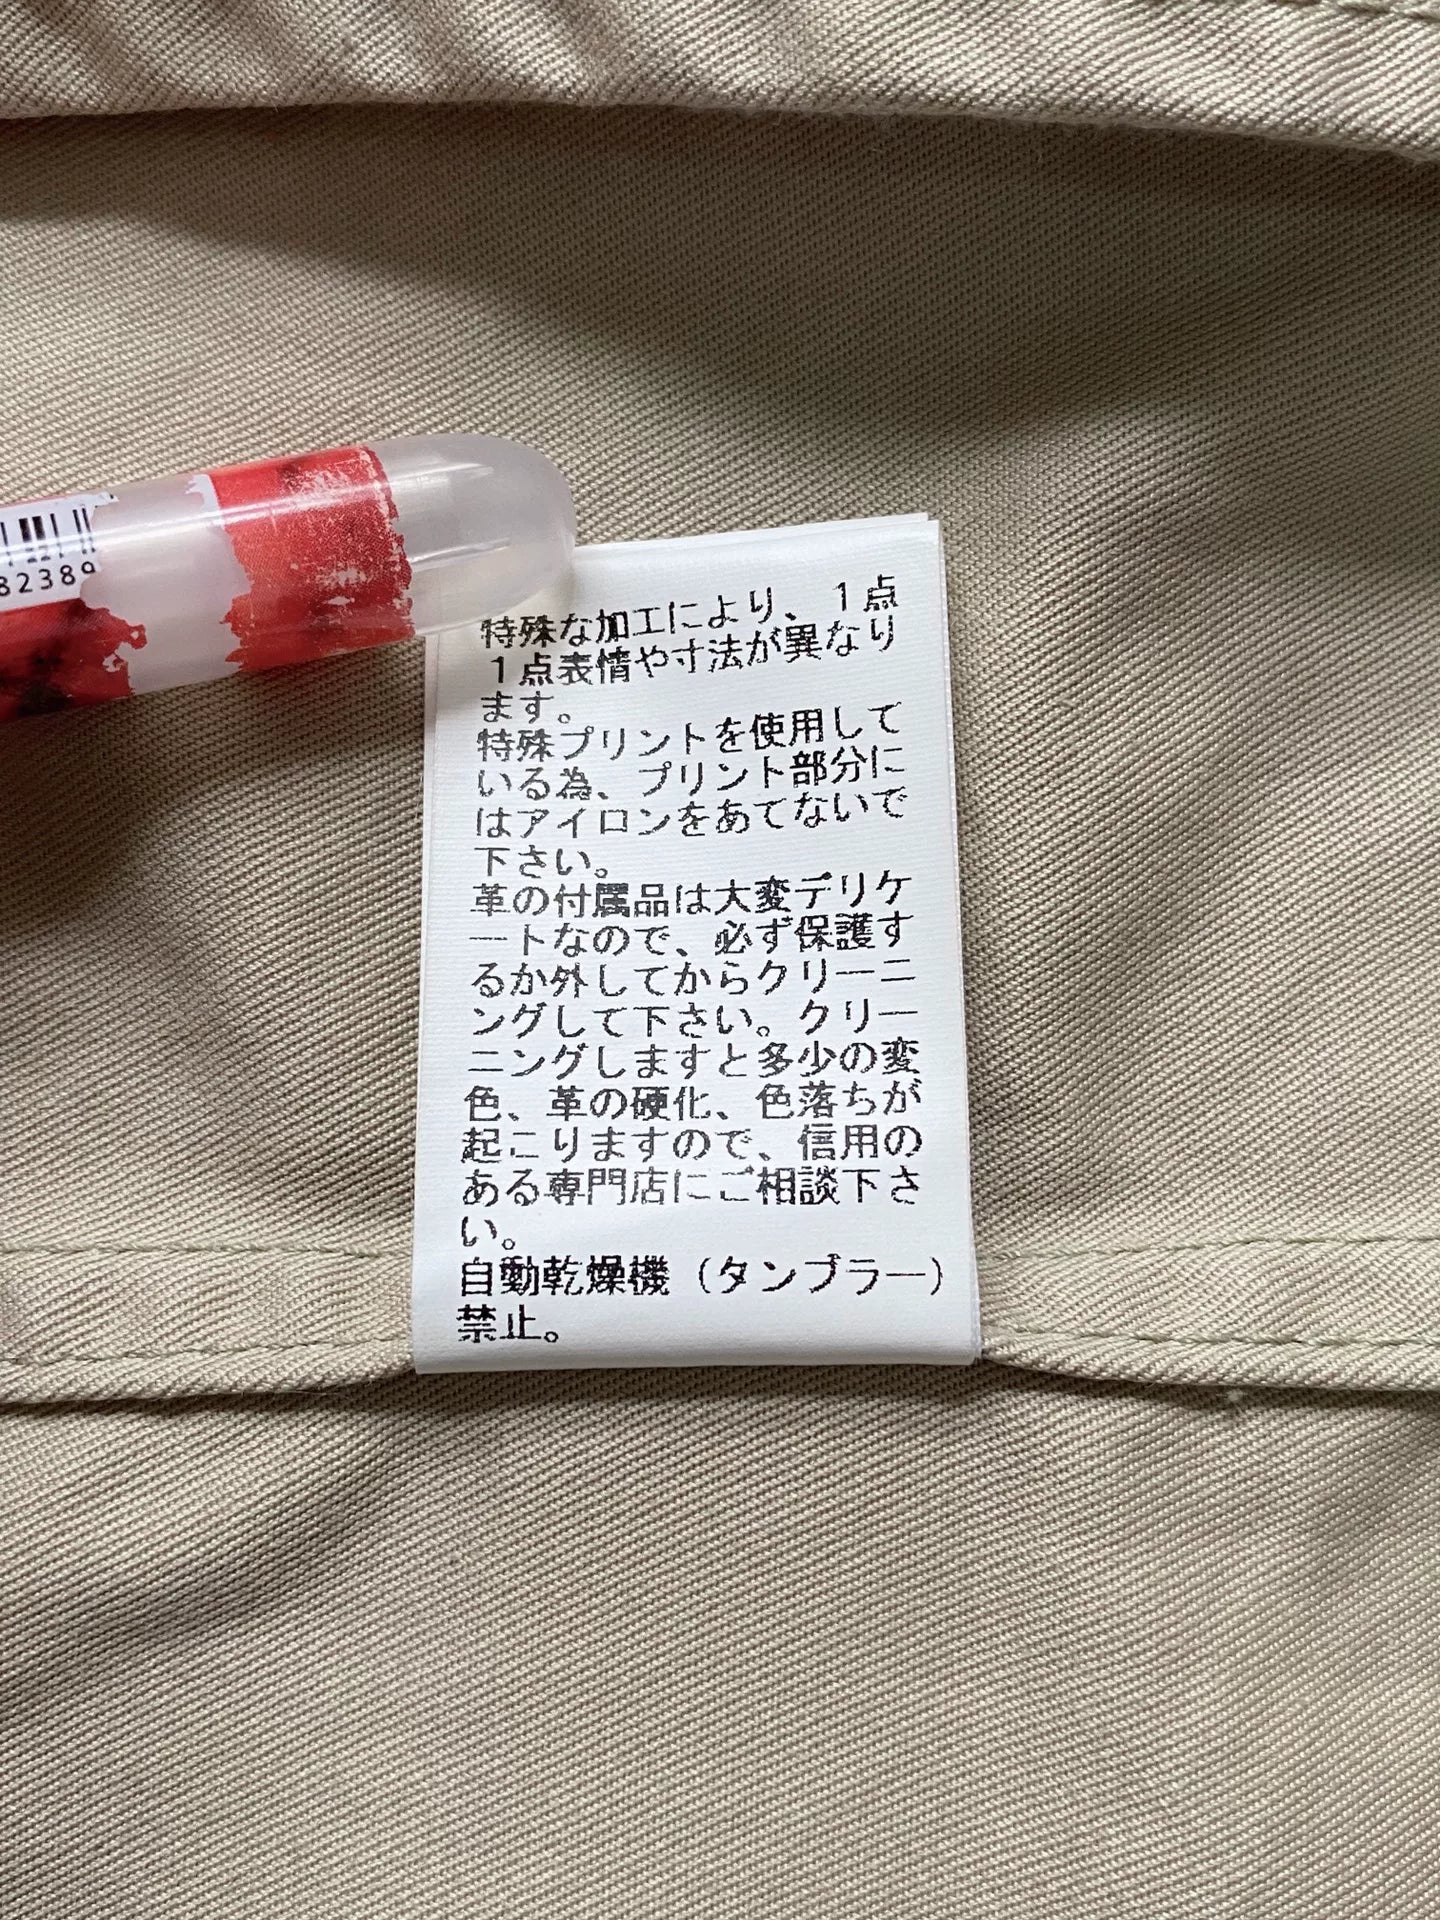 82389
特殊な加工により、１点
１点表情や寸法が異なり
ます。
特殊プリントを使用して
いる為、プリント部分に
はアイロンをあてないで
下さい。
革の付属品は大変デリケ
ートなので、必ず保護す
るか外してからクリーニ
ングして下さい。クリー
ニングしますと多少の変
色、革の硬化、色落ちが
起こりますので、信用の
ある専門店にご相談下さ
い。
自動乾燥機（タンブラー）
禁止。